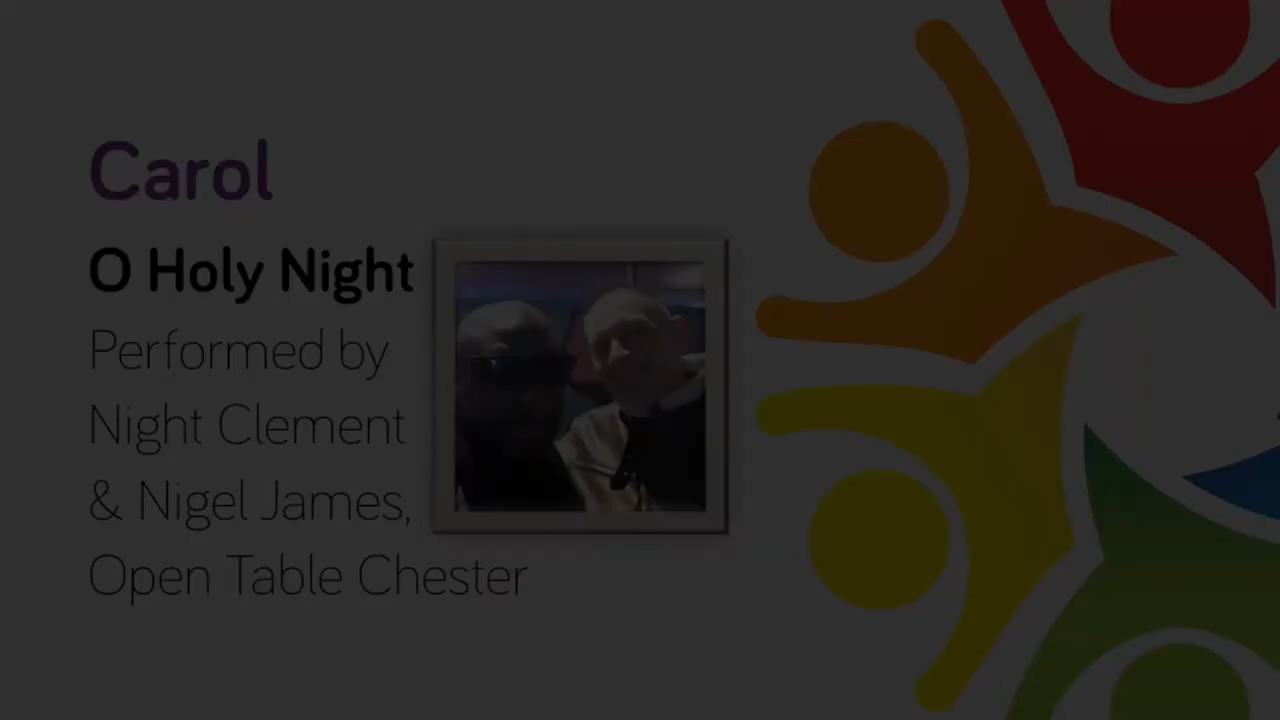 Carol
O Holy Night
Performed by
Night Clement
& Nigel James,
Open Table Chester